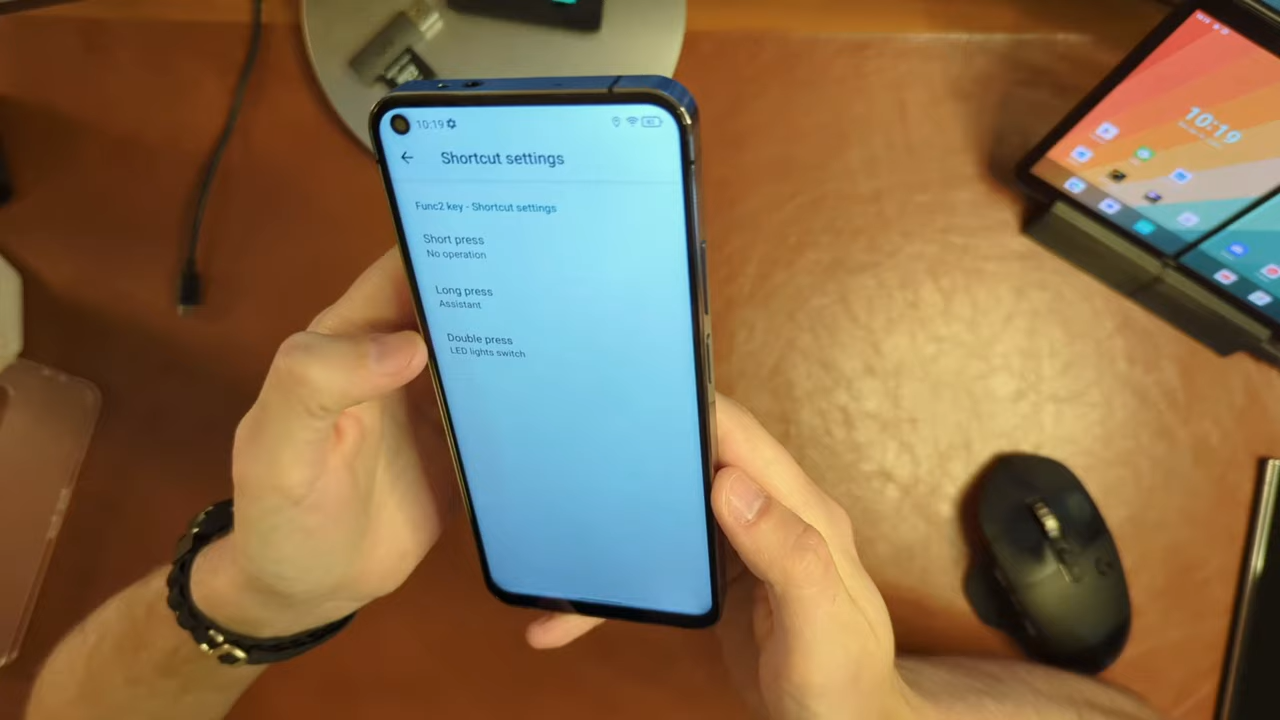 10:19
Shortcut settings
Func2 key - Shortcut settings
Short press
No operation
Long press
Assistant
Double press
LED lights switch
10:19